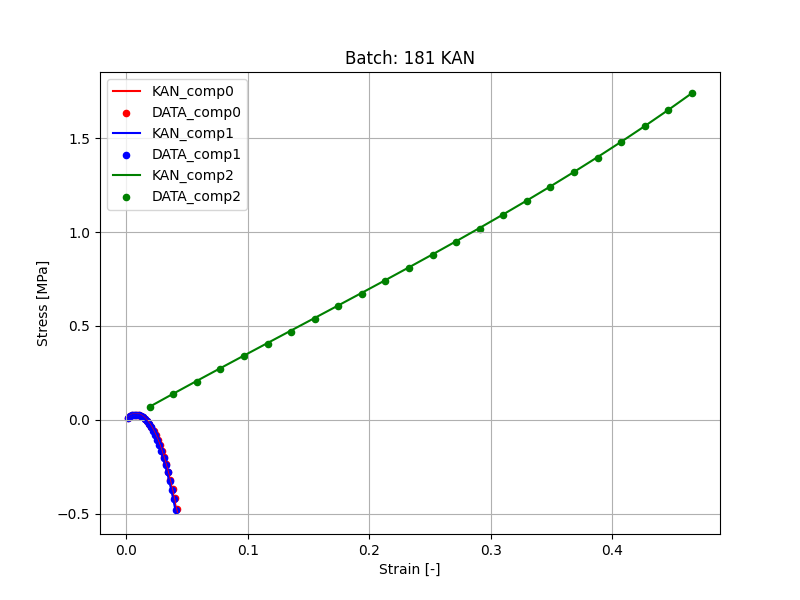 Batch: 181 KAN
KAN_comp0
DATA_comp0
KAN_comp1
DATA_comp1
KAN_comp2
DATA_comp2
Stress [MPa]
1.5
1.0
0.5
0.0
−0.5
0.0 0.1 0.2 0.3 0.4
Strain [-]